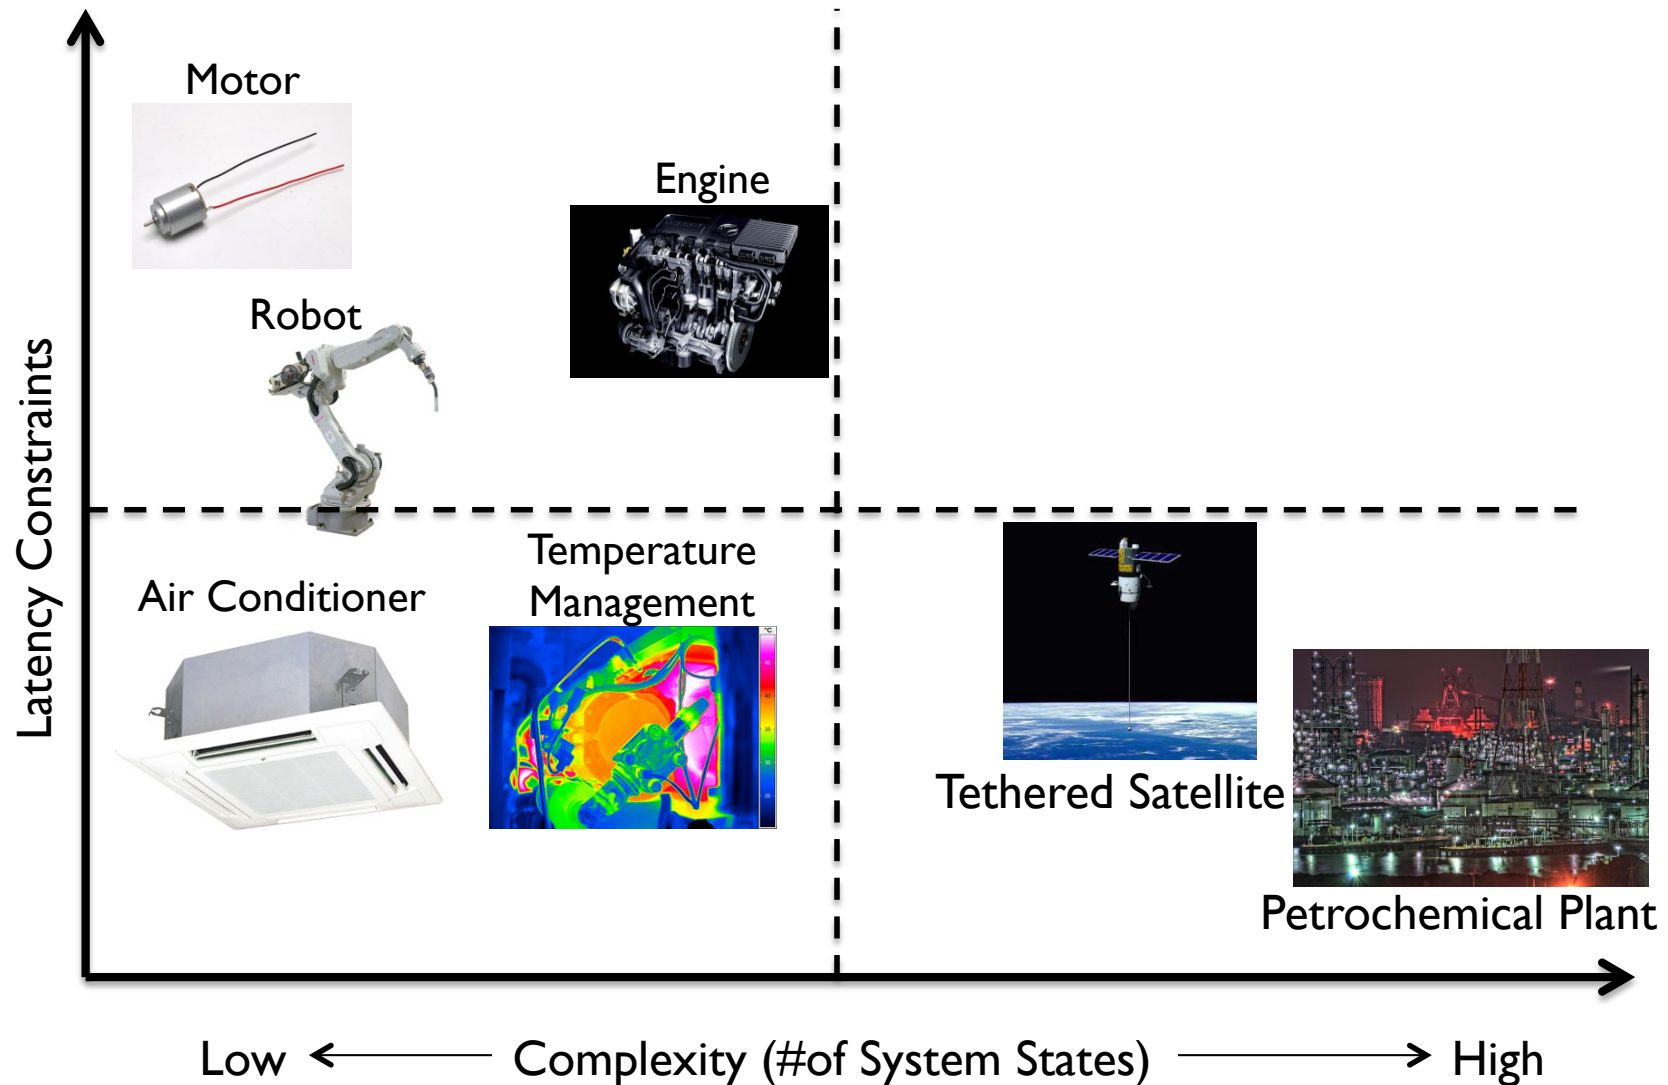 Motor
Engine
Robot
Latency Constraints
Temperature
Management
Air Conditioner
°C
Tethered Satellite
Petrochemical Plant
Low
Complexity (#of System States)
High